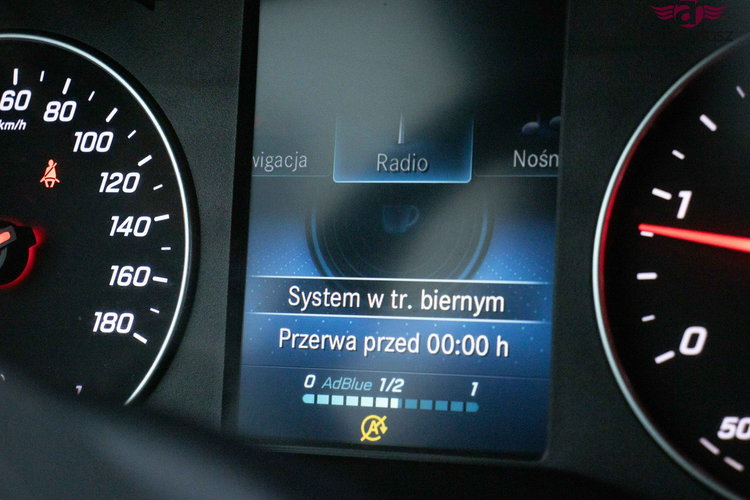 60
km/h
80
100
120
140
160
180
wigacja
Radio
Nośn
System w tr. biernym
Przerwa przed 00:00 h
0 AdBlue 1/2 1
A
1
0
50